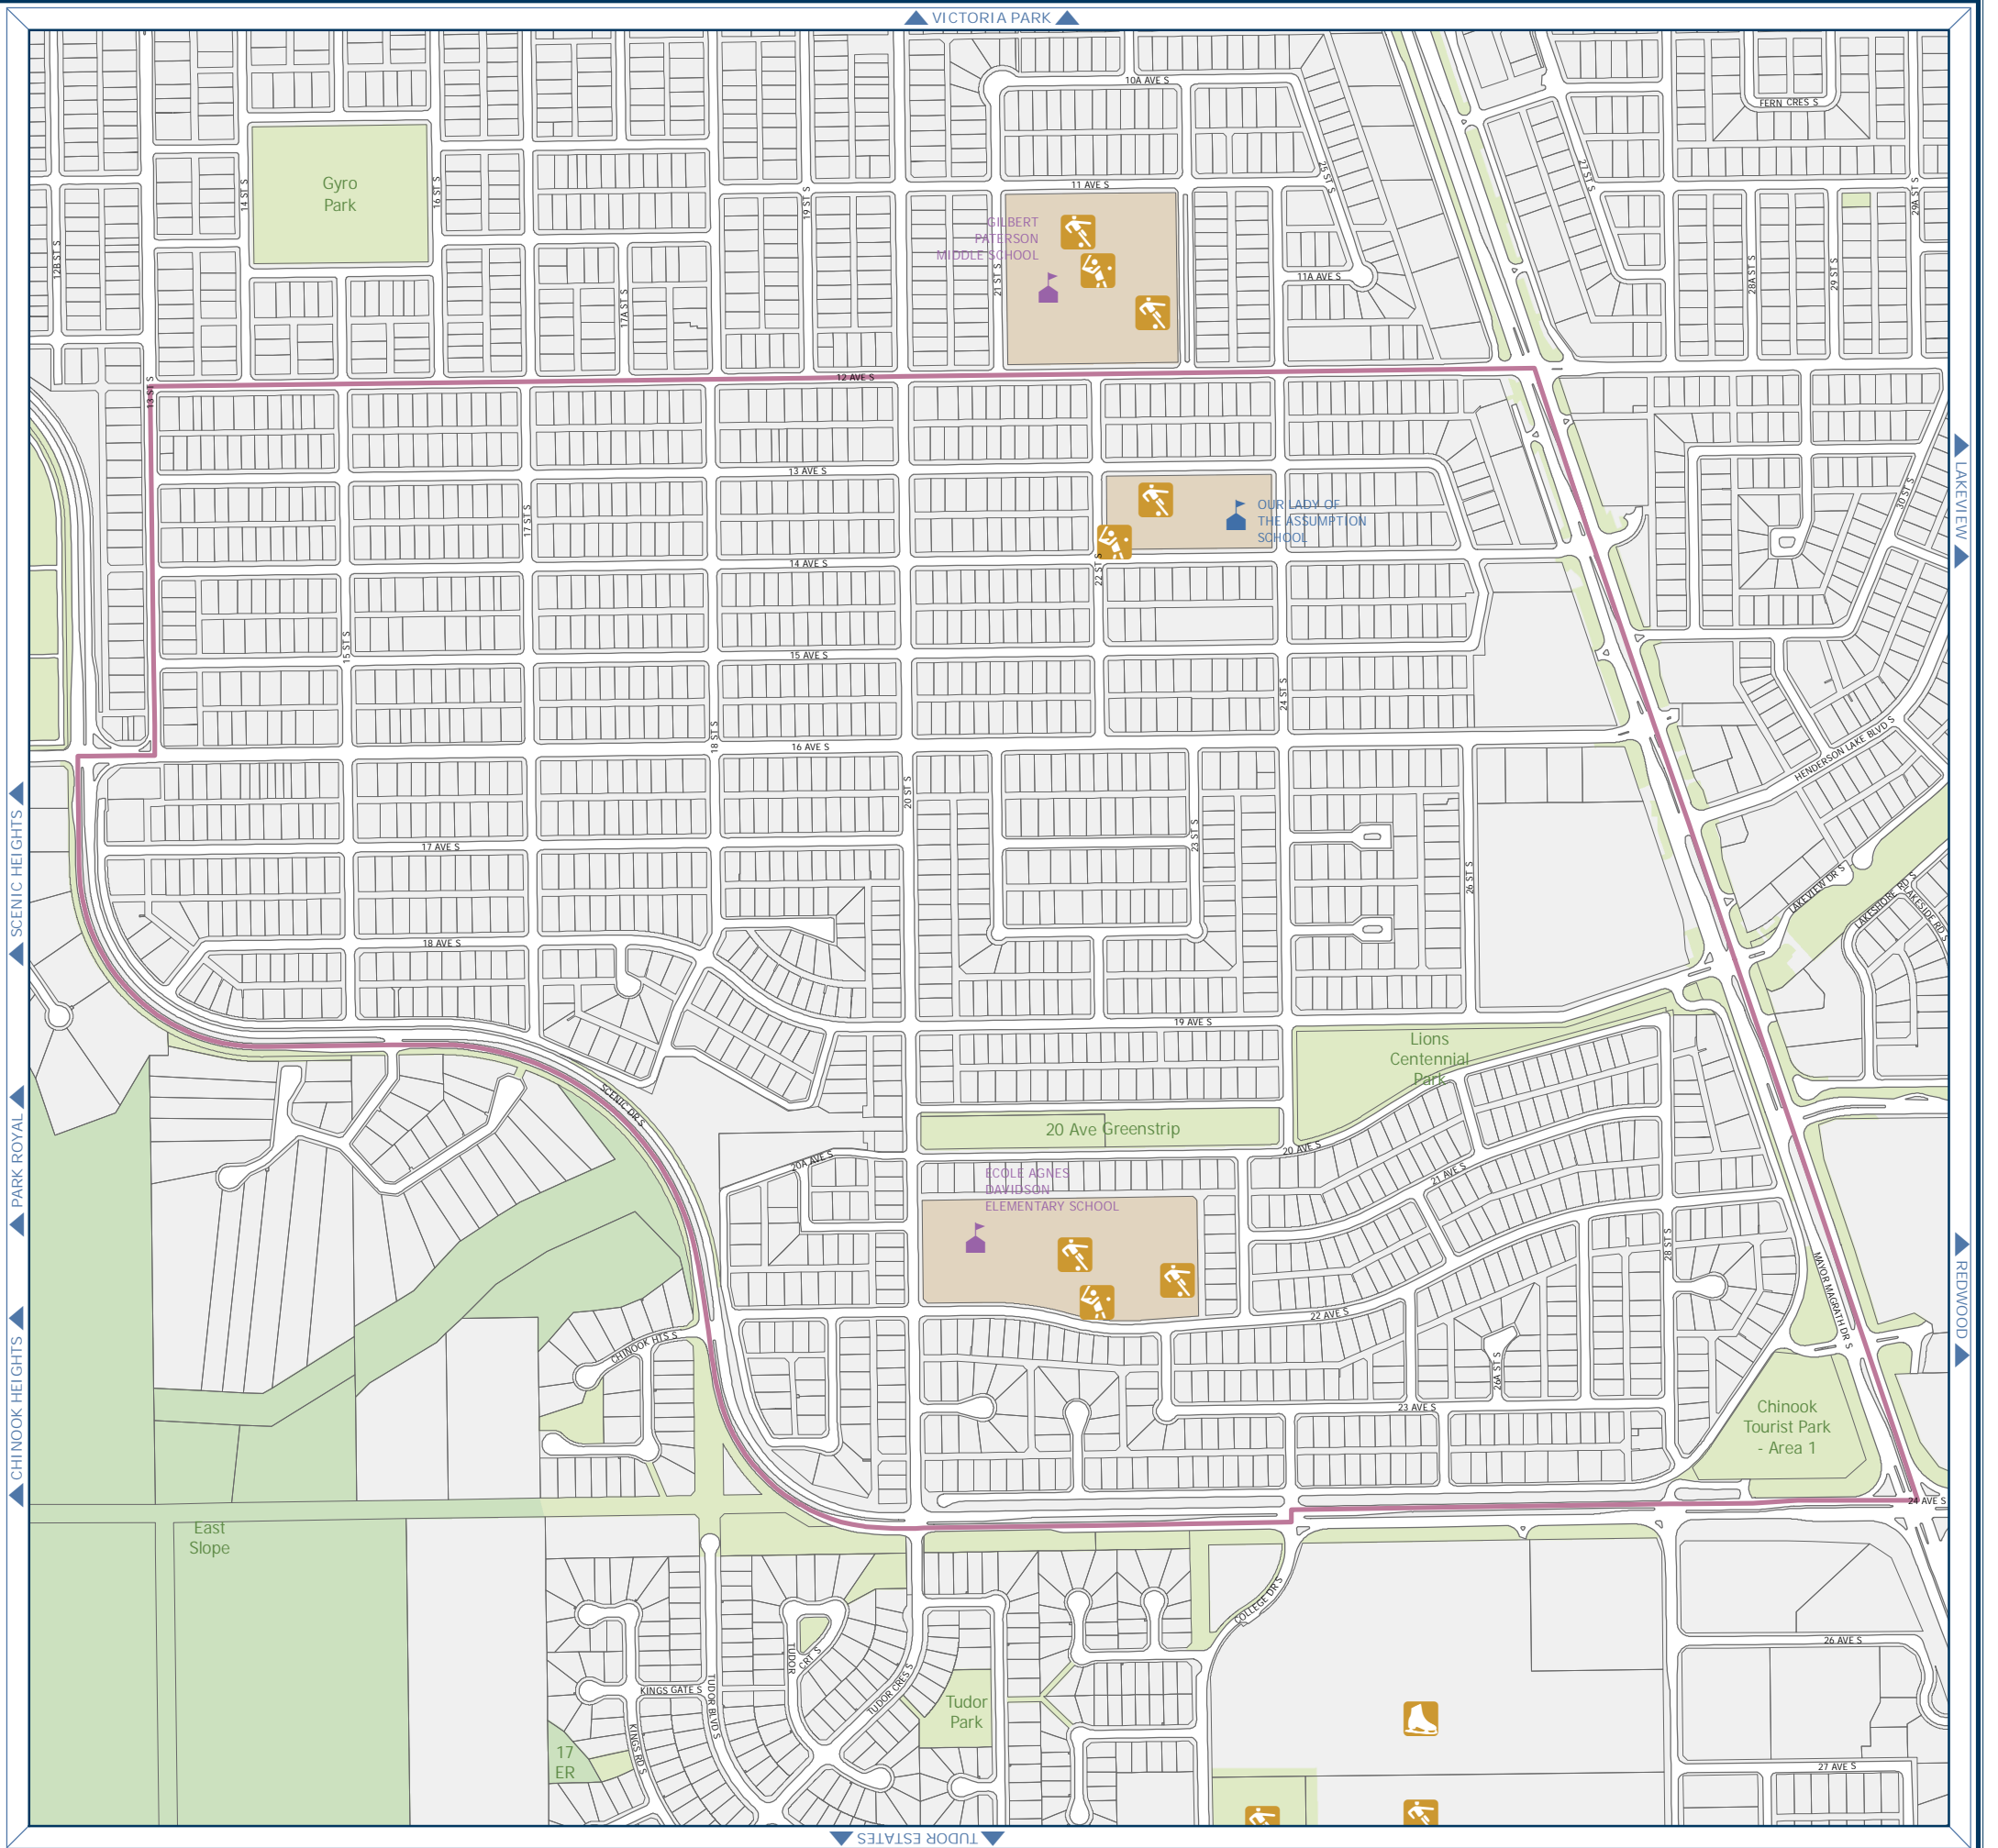 VICTORIA PARK
10A AVE S
FERN CRES S
25 ST S
27 ST S
Gyro
Park
14 ST S
16 ST S
19 ST S
11 AVE S
29A ST S
GILBERT
PATERSON
MIDDLE SCHOOL
12B ST S
17A ST S
21 ST S
11A AVE S
28A ST S
29 ST S
13 ST S
12 AVE S
13 AVE S
17 ST S
OUR LADY OF
THE ASSUMPTION
SCHOOL
30 ST S
LAKEVIEW
14 AVE S
22 ST S
15 ST S
15 AVE S
24 ST S
18 ST S
16 AVE S
HENDERSON LAKE BLVD S
20 ST S
23 ST S
17 AVE S
26 ST S
SCENIC HEIGHTS
LAKEVIEW DR S
LAKESHORE RD S
LAKESIDE RD S
18 AVE S
19 AVE S
Lions
Centennial
Park
SCENIC DR S
20 Ave Greenstrip
20 AVE S
20A AVE S
21 AVE S
PARK ROYAL
ECOLE AGNES
DAVIDSON
ELEMENTARY SCHOOL
28 ST S
MAYOR MAGRATH DR S
REDWOOD
22 AVE S
CHINOOK HTS S
26A ST S
CHINOOK HEIGHTS
23 AVE S
Chinook
Tourist Park
- Area 1
24 AVE S
East
Slope
COLLEGE DR S
26 AVE S
TUDOR
CRT S
TUDOR CRES S
KINGS GATE S
TUDOR BLVD S
KINGS RD S
Tudor
Park
17
ER
27 AVE S
TUDOR ESTATES